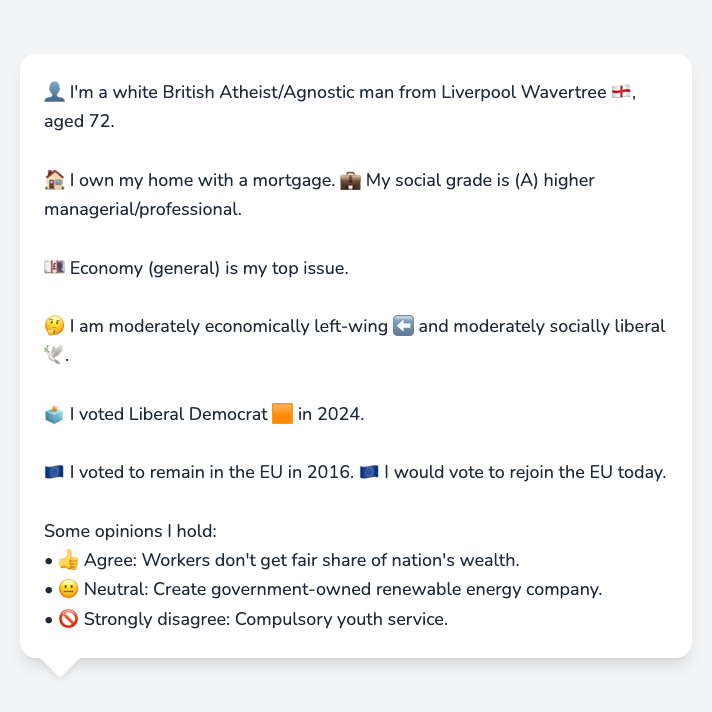 👤 I'm a white British Atheist/Agnostic man from Liverpool Wavertree 🏴󠁧󠁢󠁥󠁮󠁧󠁿,
aged 72.
🏠 I own my home with a mortgage. 💼 My social grade is (A) higher
managerial/professional.
💷 Economy (general) is my top issue.
🤔 I am moderately economically left-wing ⬅️ and moderately socially liberal
🕊️.
🗳️ I voted Liberal Democrat 🟧 in 2024.
🇪🇺 I voted to remain in the EU in 2016. 🇪🇺 I would vote to rejoin the EU today.
Some opinions I hold:
• 👍 Agree: Workers don't get fair share of nation's wealth.
• 😐 Neutral: Create government-owned renewable energy company.
• 🚫 Strongly disagree: Compulsory youth service.